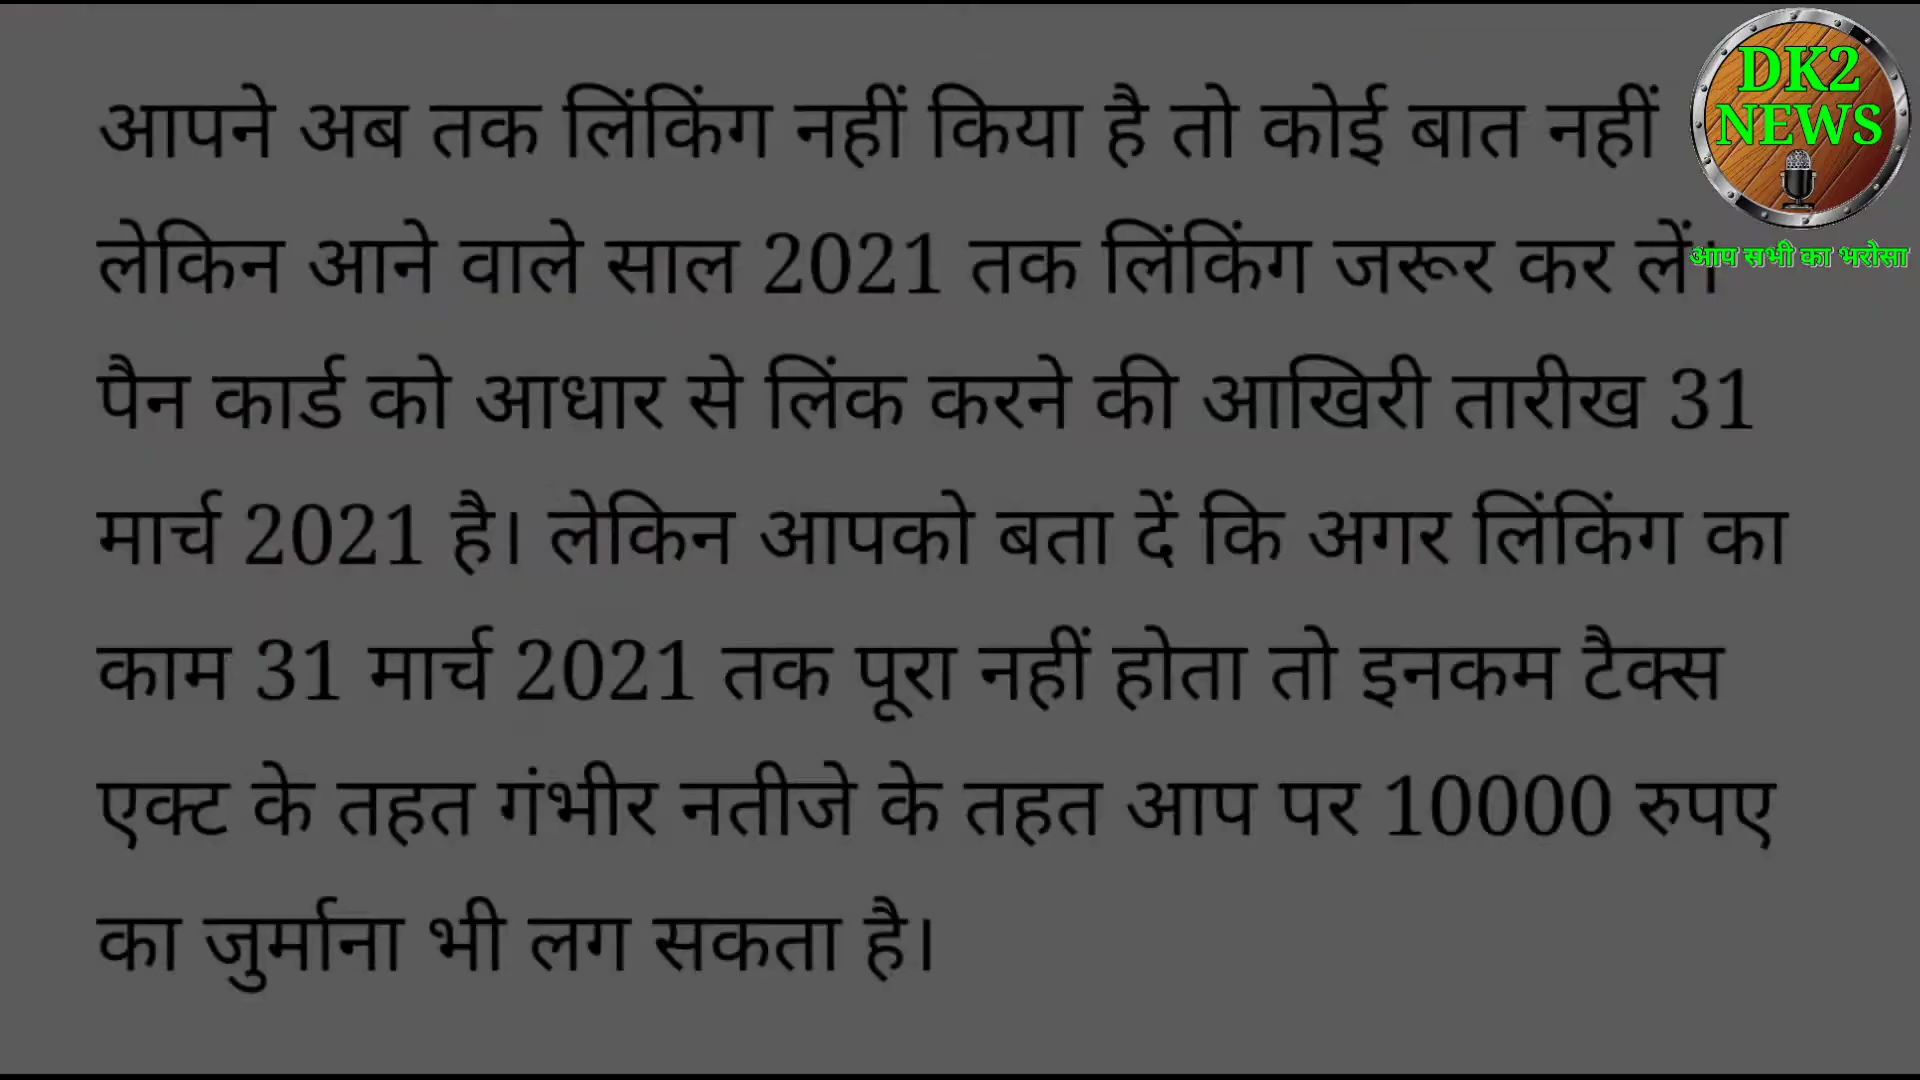 आपने अब तक लिंकिंग नहीं किया है तो कोई बात नहीं
लेकिन आने वाले साल 2021 तक लिंकिंग जरूर कर लें।
पैन कार्ड को आधार से लिंक करने की आखिरी तारीख 31
मार्च 2021 है। लेकिन आपको बता दें कि अगर लिंकिंग का
काम 31 मार्च 2021 तक पूरा नहीं होता तो इनकम टैक्स
एक्ट के तहत गंभीर नतीजे के तहत आप पर 10000 रुपए
का जुर्माना भी लग सकता है।
DK2
NEWS
आप सभी का भरोसा